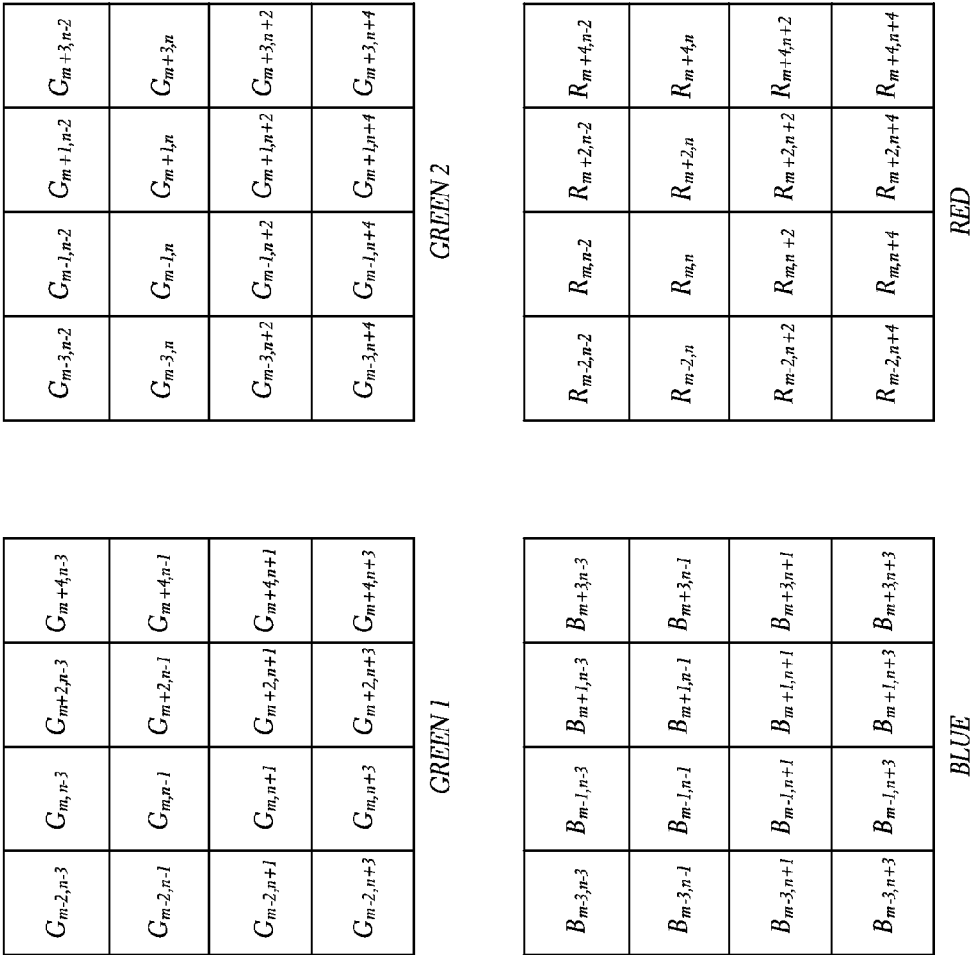 G_{m-2,n-3} G_{m,n-3} G_{m+2,n-3} G_{m+4,n-3}
G_{m-2,n-1} G_{m,n-1} G_{m+2,n-1} G_{m+4,n-1}
G_{m-2,n+1} G_{m,n+1} G_{m+2,n+1} G_{m+4,n+1}
G_{m-2,n+3} G_{m,n+3} G_{m+2,n+3} G_{m+4,n+3}
GREEN 1
G_{m-3,n-2} G_{m-1,n-2} G_{m+1,n-2} G_{m+3,n-2}
G_{m-3,n} G_{m-1,n} G_{m+1,n} G_{m+3,n}
G_{m-3,n+2} G_{m-1,n+2} G_{m+1,n+2} G_{m+3,n+2}
G_{m-3,n+4} G_{m-1,n+4} G_{m+1,n+4} G_{m+3,n+4}
GREEN 2
B_{m-3,n-3} B_{m-1,n-3} B_{m+1,n-3} B_{m+3,n-3}
B_{m-3,n-1} B_{m-1,n-1} B_{m+1,n-1} B_{m+3,n-1}
B_{m-3,n+1} B_{m-1,n+1} B_{m+1,n+1} B_{m+3,n+1}
B_{m-3,n+3} B_{m-1,n+3} B_{m+1,n+3} B_{m+3,n+3}
BLUE
R_{m-2,n-2} R_{m,n-2} R_{m+2,n-2} R_{m+4,n-2}
R_{m-2,n} R_{m,n} R_{m+2,n} R_{m+4,n}
R_{m-2,n+2} R_{m,n+2} R_{m+2,n+2} R_{m+4,n+2}
R_{m-2,n+4} R_{m,n+4} R_{m+2,n+4} R_{m+4,n+4}
RED